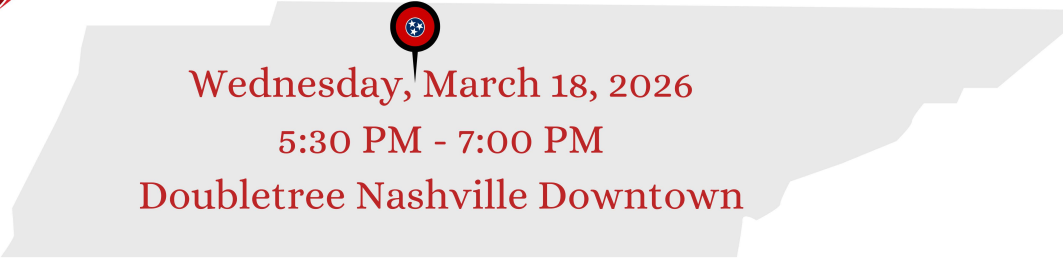 Wednesday, March 18, 2026
5:30 PM - 7:00 PM
Doubletree Nashville Downtown